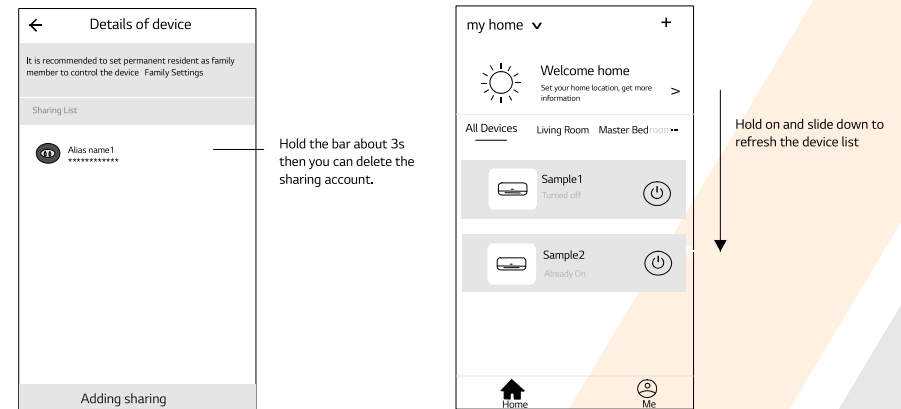 Details of device
It is recommended to set permanent resident as family
member to control the device Family Settings
Sharing List
Alias name1
************
Adding sharing
Hold the bar about 3s
then you can delete the
sharing account.
my home
+
Welcome home
Set your home location, get more
information
>
All Devices Living Room Master Bedroom
Sample1
Turned off
Sample2
Already On
Home
Me
Hold on and slide down to
refresh the device list